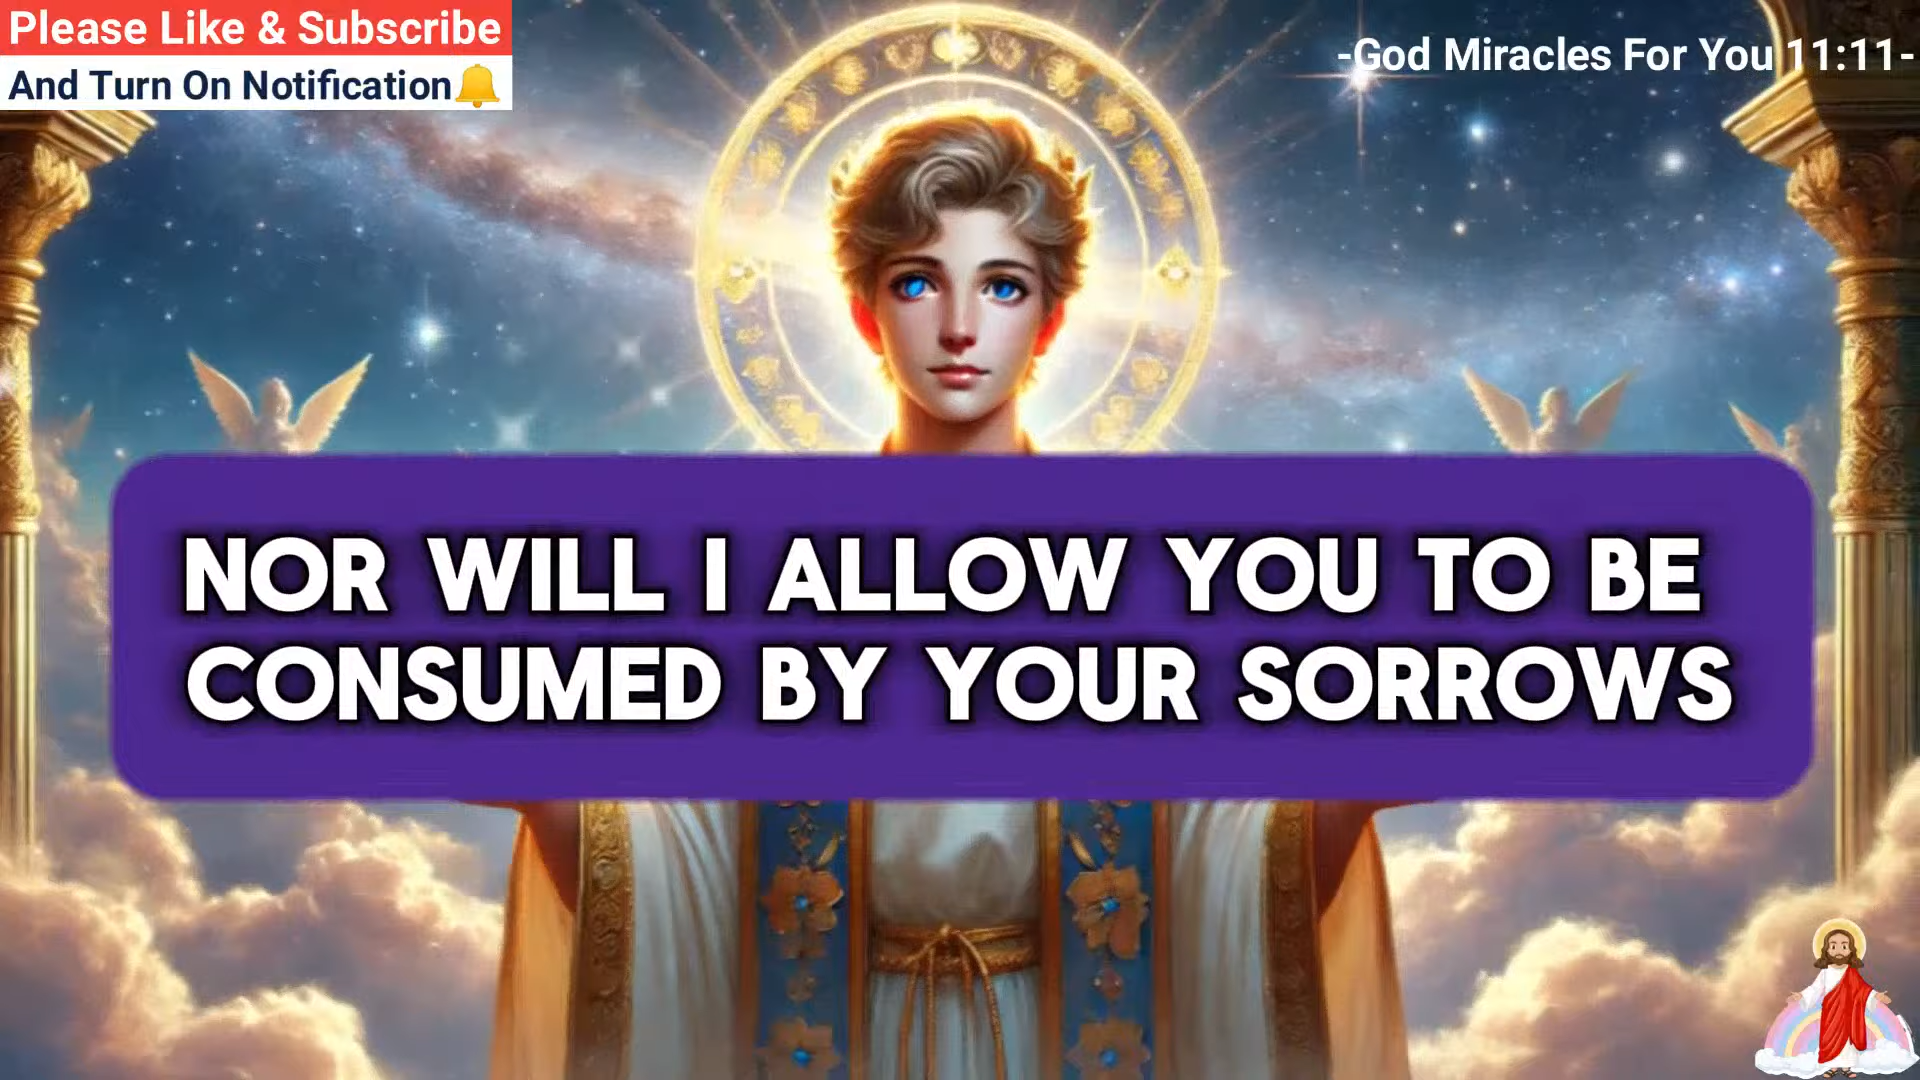 Please Like & Subscribe
And Turn On Notification🔔
-God Miracles For You 11:11-
NOR WILL I ALLOW YOU TO BE
CONSUMED BY YOUR SORROWS